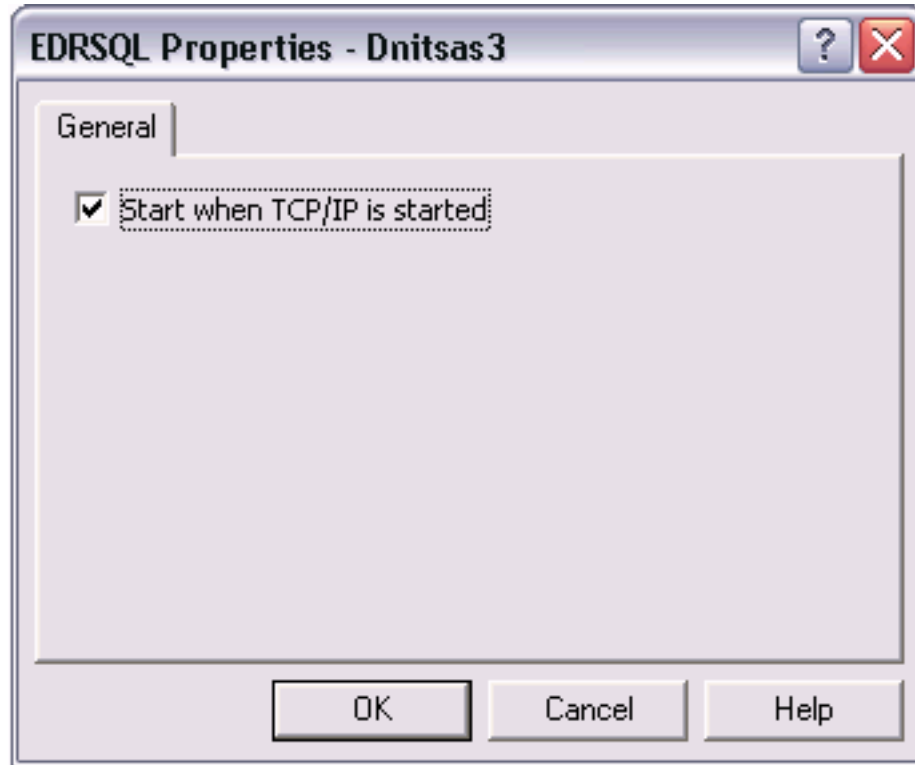 EDRSQL Properties - Dnitsas3
?
General
Start when TCP/IP is started
OK
Cancel
Help